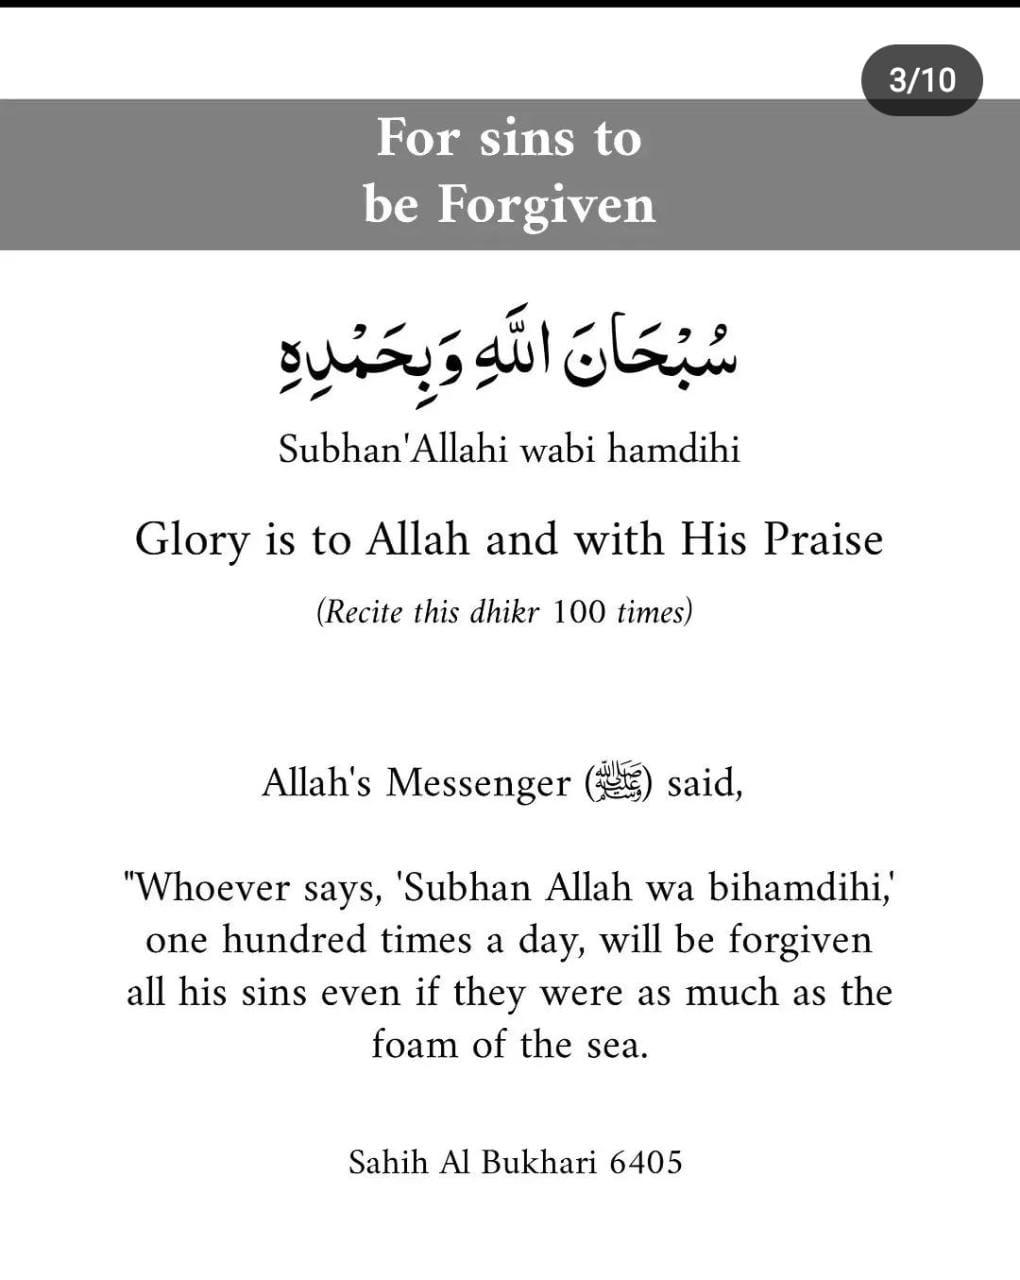 3/10
For sins to
be Forgiven
سُبْحَانَ اللَّهِ وَبِحَمْدِهِ
Subhan'Allahi wabi hamdihi
Glory is to Allah and with His Praise
(Recite this dhikr 100 times)
Allah's Messenger (ﷺ) said,
"Whoever says, 'Subhan Allah wa bihamdihi,'
one hundred times a day, will be forgiven
all his sins even if they were as much as the
foam of the sea.
Sahih Al Bukhari 6405